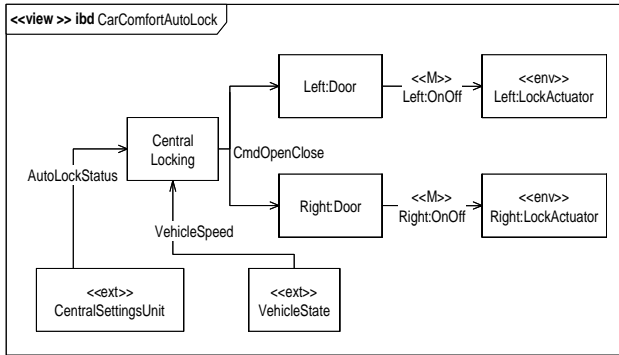 <<view >> ibd CarComfortAutoLock
Left:Door
<<M>>
Left:OnOff
<<env>>
Left:LockActuator
Central
Locking
CmdOpenClose
AutoLockStatus
Right:Door
<<M>>
Right:OnOff
<<env>>
Right:LockActuator
VehicleSpeed
<<ext>>
CentralSettingsUnit
<<ext>>
VehicleState